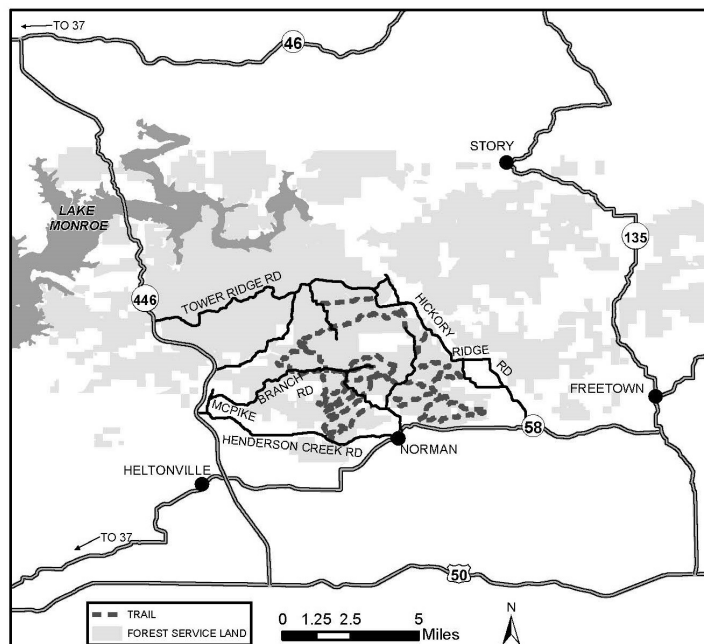 TO 37
46
STORY
LAKE
MONROE
135
446
TOWER RIDGE RD
HICKORY
RIDGE
RD
FREETOWN
MCPIKE
BRANCH
RD
58
HENDERSON CREEK RD
NORMAN
HELTONVILLE
TO 37
50
TRAIL
FOREST SERVICE LAND
0 1.25 2.5 5
Miles
N